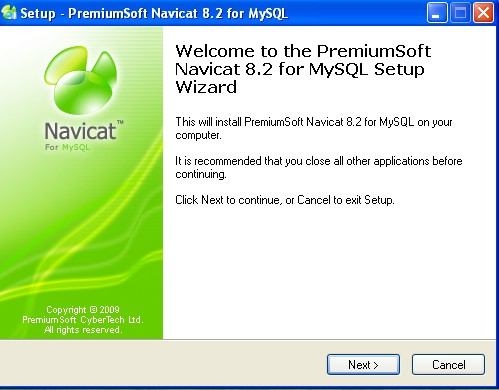 Setup - PremiumSoft Navicat 8.2 for MySQL
Welcome to the PremiumSoft
Navicat 8.2 for MySQL Setup
Wizard
This will install PremiumSoft Navicat 8.2 for MySQL on your
computer.
It is recommended that you close all other applications before
continuing.
Click Next to continue, or Cancel to exit Setup.
Navicat™
For MySQL
Copyright © 2009
PremiumSoft CyberTech Ltd.
All rights reserved.
Next >
Cancel